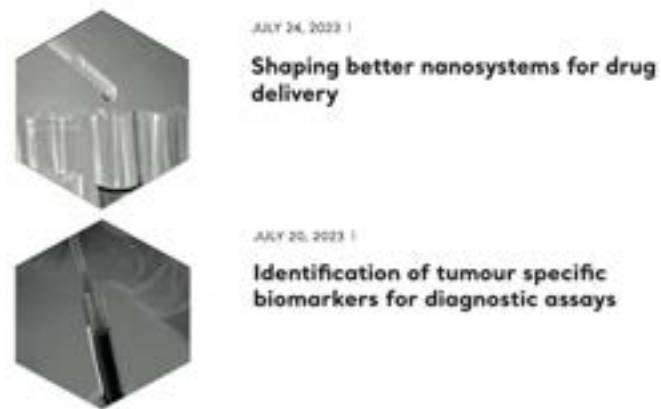 JULY 24, 2023 |
Shaping better nanosystems for drug
delivery
JULY 20, 2023 |
Identification of tumour specific
biomarkers for diagnostic assays